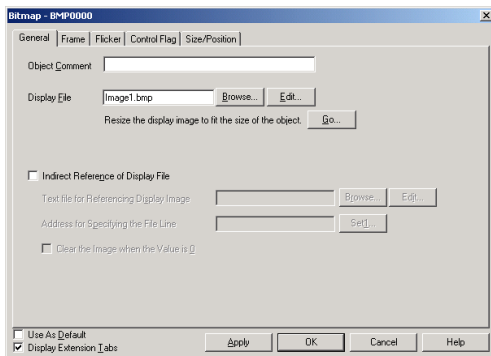 Bitmap - BMP0000
General Frame Flicker Control Flag Size/Position
Object Comment
Display File Image1.bmp Browse... Edit...
Resize the display image to fit the size of the object. Go...
Indirect Reference of Display File
Text file for Referencing Display Image Browse... Edit...
Address for Specifying the File Line Set1...
Clear the Image when the Value is 0
Use As Default
Display Extension Tabs Apply OK Cancel Help